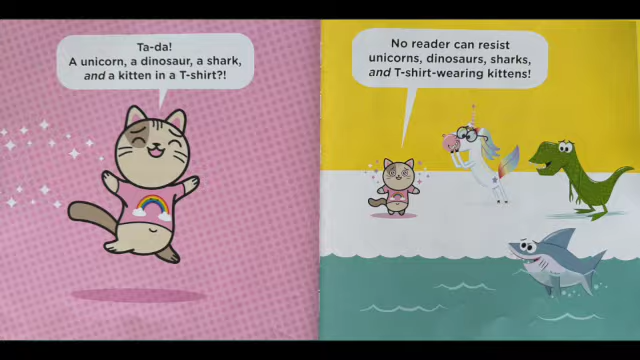 Ta-da!
A unicorn, a dinosaur, a shark,
and a kitten in a T-shirt?!
No reader can resist
unicorns, dinosaurs, sharks,
and T-shirt-wearing kittens!